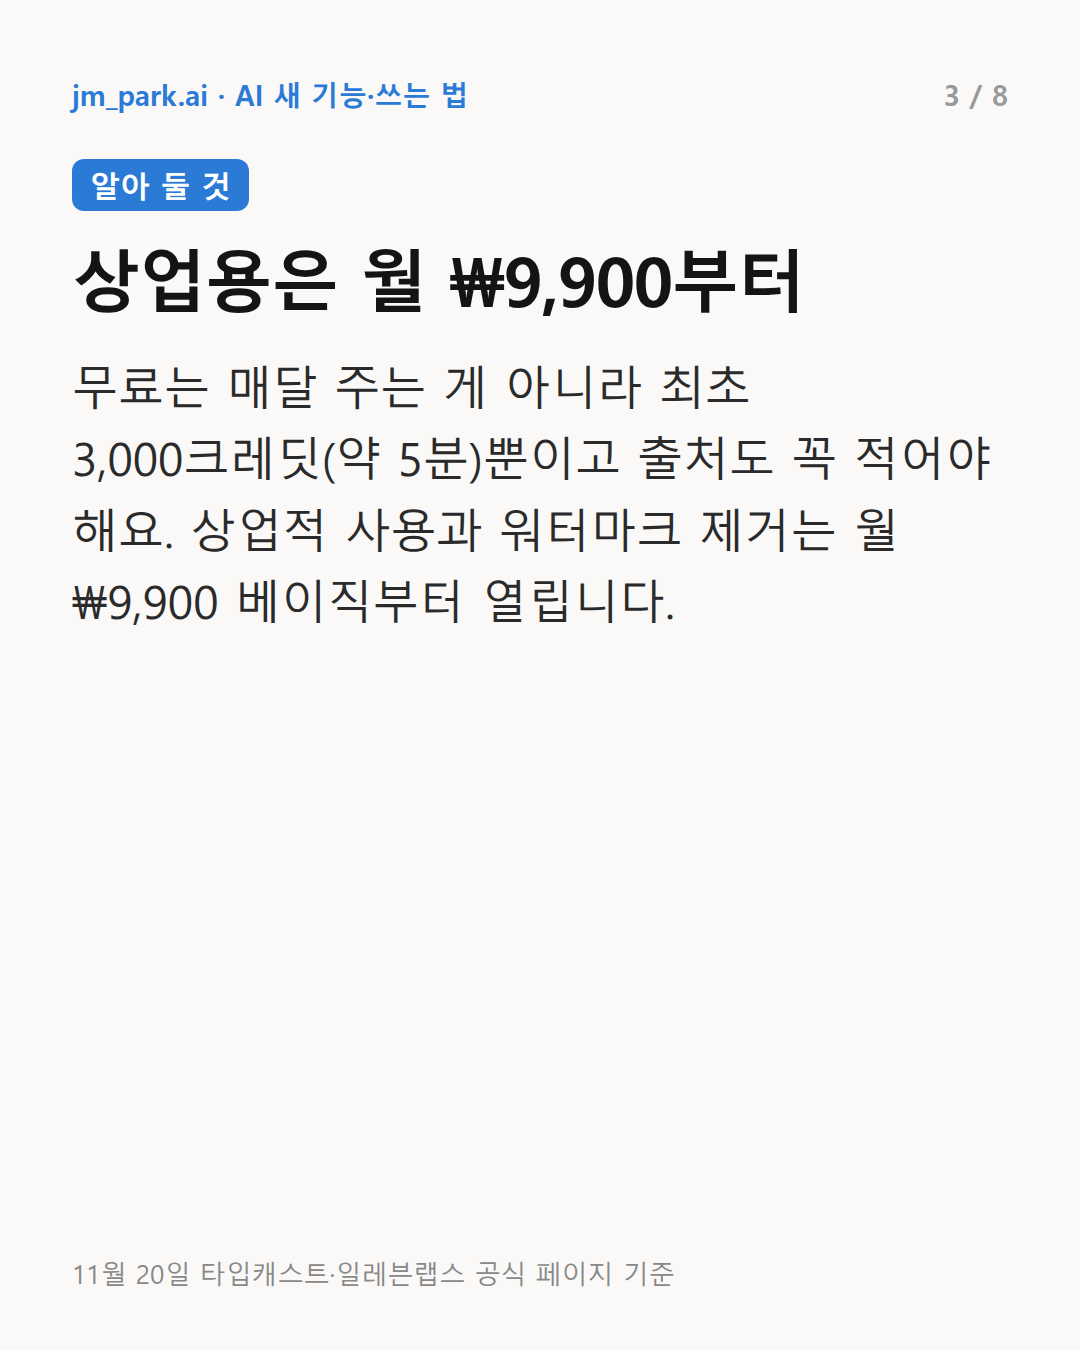 jm_park.ai · AI 새 기능·쓰는 법
3 / 8
알아 둘 것
상업용은 월 ₩9,900부터
무료는 매달 주는 게 아니라 최초
3,000크레딧(약 5분)뿐이고 출처도 꼭 적어야
해요. 상업적 사용과 워터마크 제거는 월
₩9,900 베이직부터 열립니다.
11월 20일 타입캐스트·일레븐랩스 공식 페이지 기준